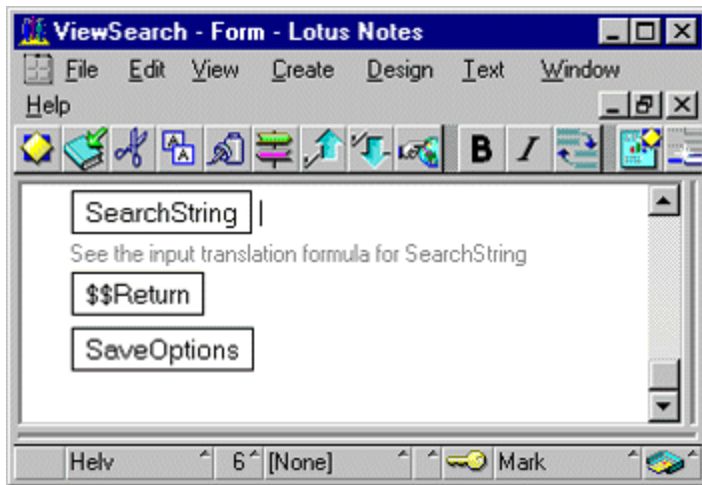 ViewSearch - Form - Lotus Notes
File Edit View Create Design Text Window
Help
B I
SearchString
See the input translation formula for SearchString
$$Return
SaveOptions
Helv 6 [None] Mark